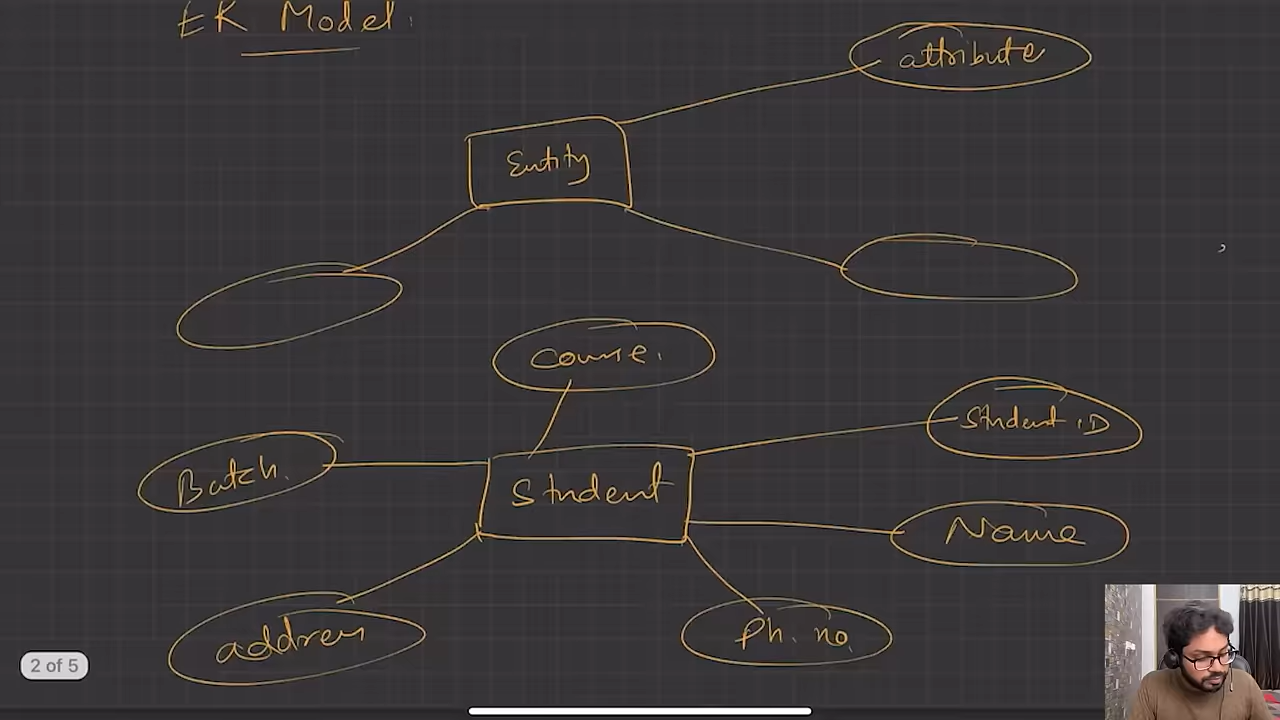 ER Model.
attribute
Entity
Course.
Student ID
Batch.
Student
Name
address
Ph. no.
2 of 5